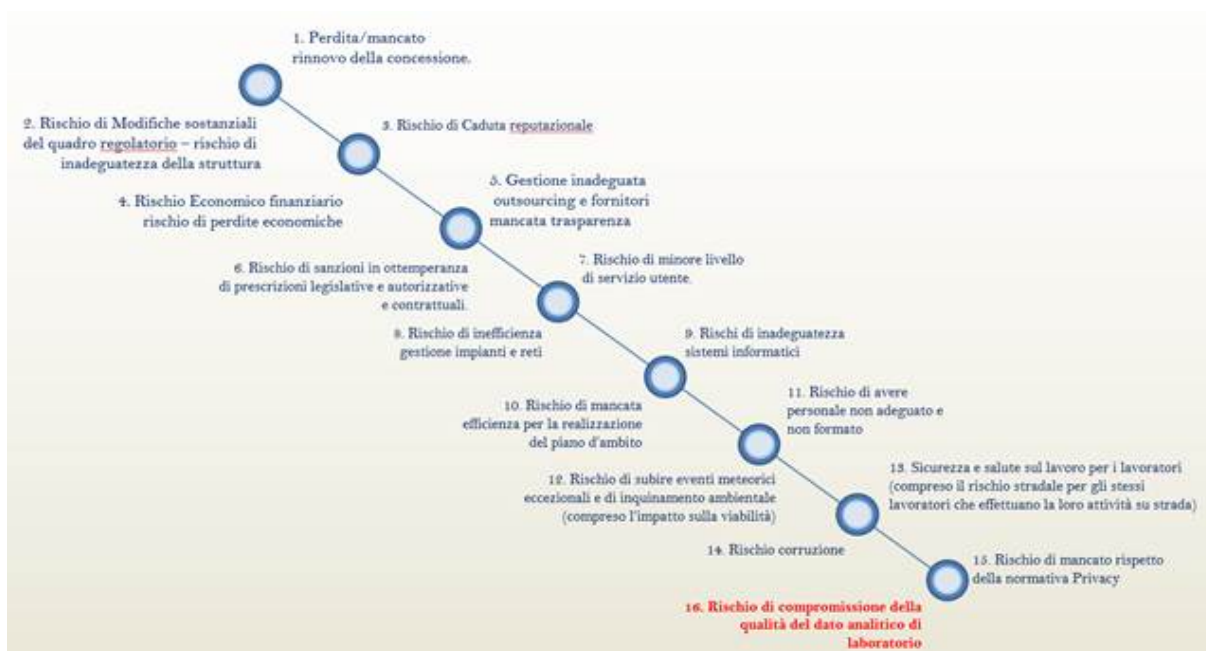 1. Perdita/mancato
rinnovo della concessione.
2. Rischio di Modifiche sostanziali
del quadro regolatorio – rischio di
inadeguatezza della struttura
3. Rischio di Caduta reputazionale
4. Rischio Economico finanziario
rischio di perdite economiche
5. Gestione inadeguata
outsourcing e fornitori
mancata trasparenza
6. Rischio di sanzioni in ottemperanza
di prescrizioni legislative e autorizzative
e contrattuali.
7. Rischio di minore livello
di servizio utente.
8. Rischio di inefficienza
gestione impianti e reti
9. Rischi di inadeguatezza
sistemi informatici
10. Rischio di mancata
efficienza per la realizzazione
del piano d'ambito
11. Rischio di avere
personale non adeguato e
non formato
12. Rischio di subire eventi meteorici
eccezionali e di inquinamento ambientale
(compreso l'impatto sulla viabilità)
13. Sicurezza e salute sul lavoro per i lavoratori
(compreso il rischio stradale per gli stessi
lavoratori che effettuano la loro attività su strada)
14. Rischio corruzione
15. Rischio di mancato rispetto
della normativa Privacy
16. Rischio di compromissione della
qualità del dato analitico di
laboratorio